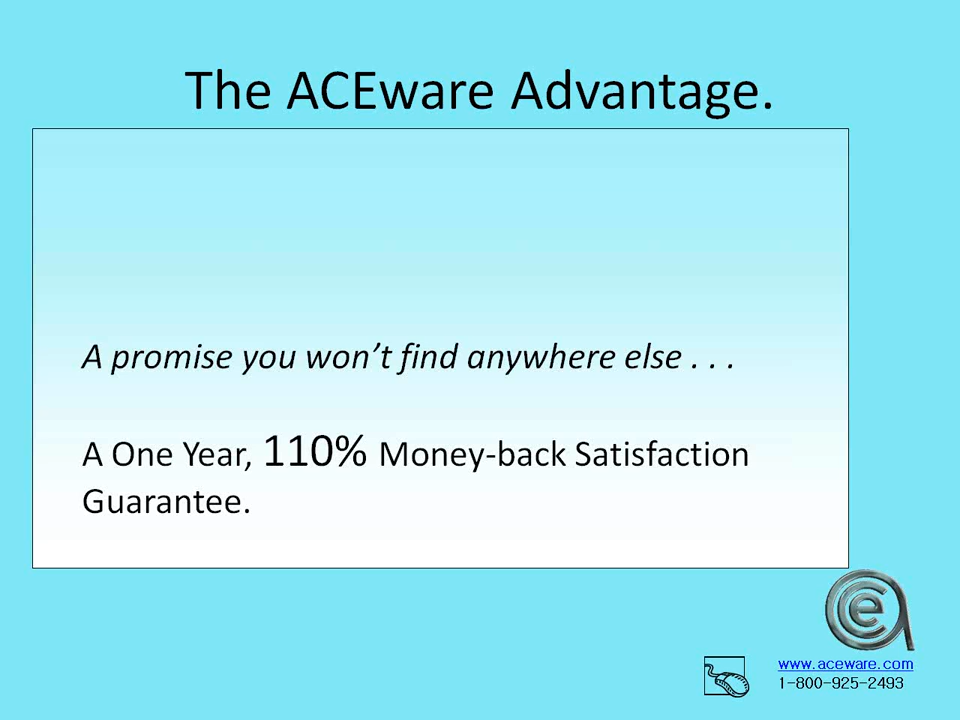 The ACEware Advantage.
A promise you won’t find anywhere else . . .
A One Year, 110% Money-back Satisfaction
Guarantee.
www.aceware.com
1-800-925-2493